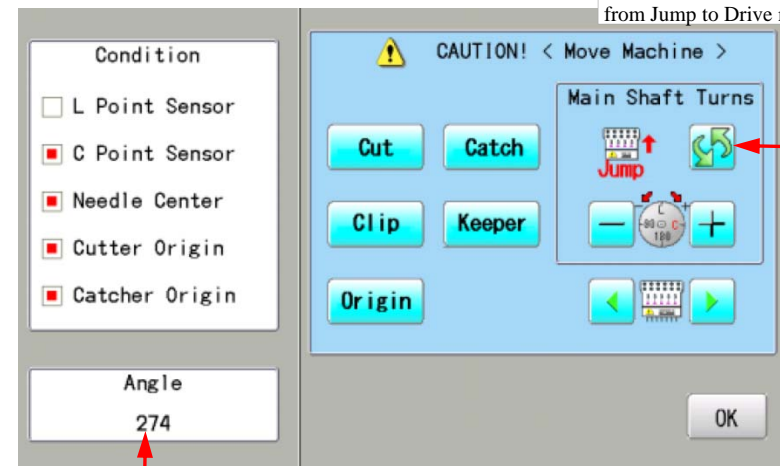 from Jump to Drive
Condition
L Point Sensor
C Point Sensor
Needle Center
Cutter Origin
Catcher Origin
Angle
274
CAUTION! < Move Machine >
Main Shaft Turns
Cut
Catch
Jump
Clip
Keeper
Origin
OK